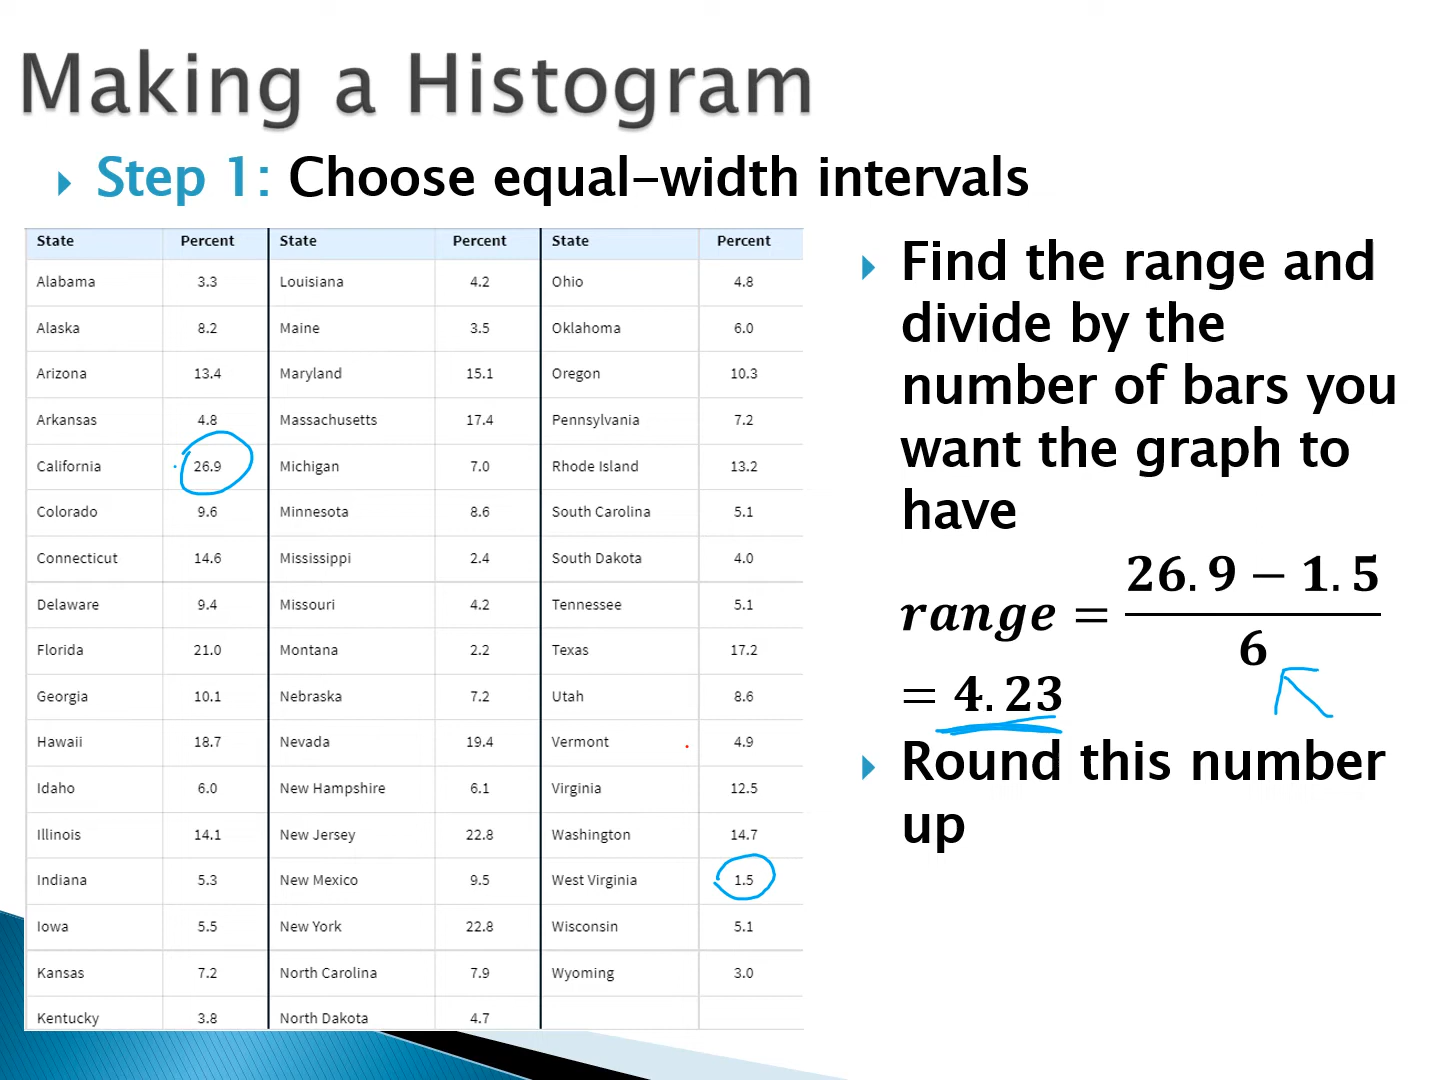 Making a Histogram
Step 1: Choose equal-width intervals
State Percent State Percent State Percent
Alabama 3.3 Louisiana 4.2 Ohio 4.8
Alaska 8.2 Maine 3.5 Oklahoma 6.0
Arizona 13.4 Maryland 15.1 Oregon 10.3
Arkansas 4.8 Massachusetts 17.4 Pennsylvania 7.2
California 26.9 Michigan 7.0 Rhode Island 13.2
Colorado 9.6 Minnesota 8.6 South Carolina 5.1
Connecticut 14.6 Mississippi 2.4 South Dakota 4.0
Delaware 9.4 Missouri 4.2 Tennessee 5.1
Florida 21.0 Montana 2.2 Texas 17.2
Georgia 10.1 Nebraska 7.2 Utah 8.6
Hawaii 18.7 Nevada 19.4 Vermont 4.9
Idaho 6.0 New Hampshire 6.1 Virginia 12.5
Illinois 14.1 New Jersey 22.8 Washington 14.7
Indiana 5.3 New Mexico 9.5 West Virginia 1.5
Iowa 5.5 New York 22.8 Wisconsin 5.1
Kansas 7.2 North Carolina 7.9 Wyoming 3.0
Kentucky 3.8 North Dakota 4.7
Find the range and
divide by the
number of bars you
want the graph to
have
26.9 − 1.5
range =
6
= 4.23
Round this number
up